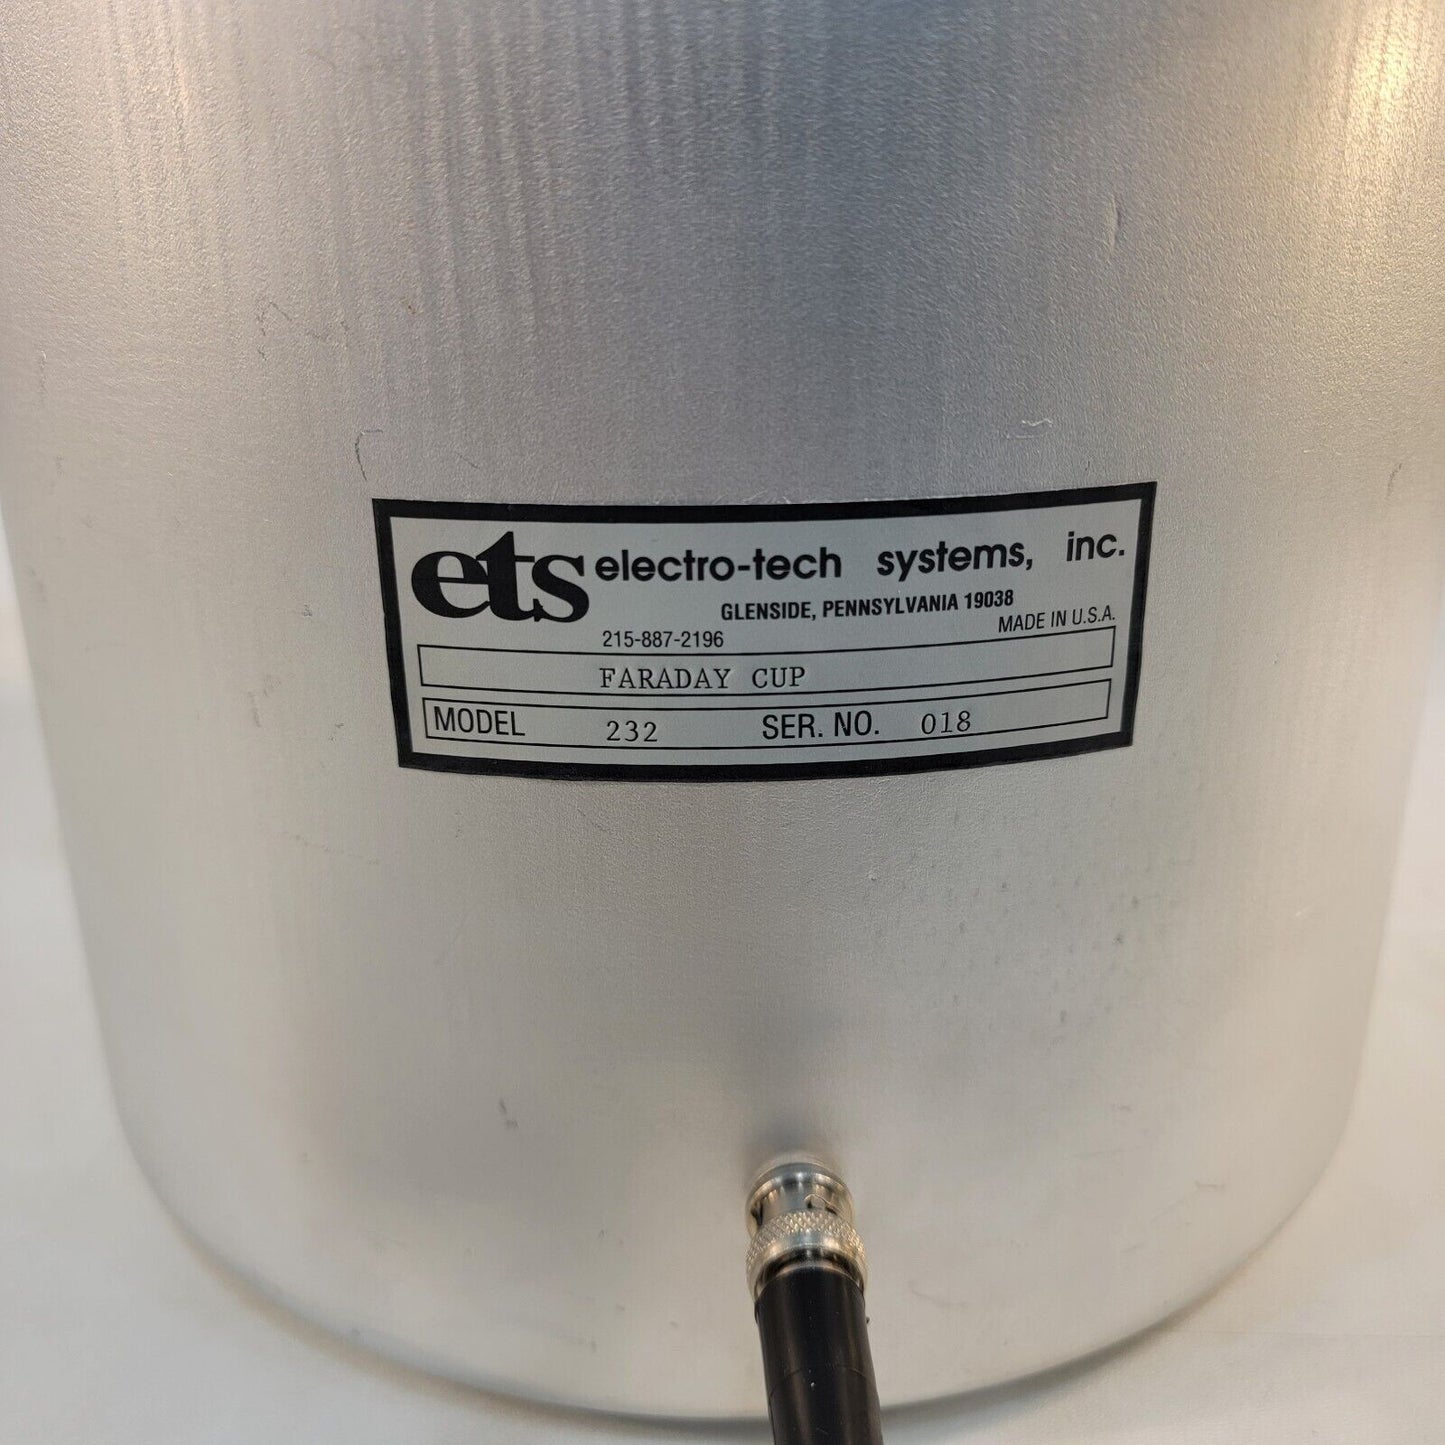 ets electro-tech systems, inc.
GLENSIDE, PENNSYLVANIA 19038
215-887-2196 MADE IN U.S.A.
FARADAY CUP
MODEL 232 SER. NO. 018